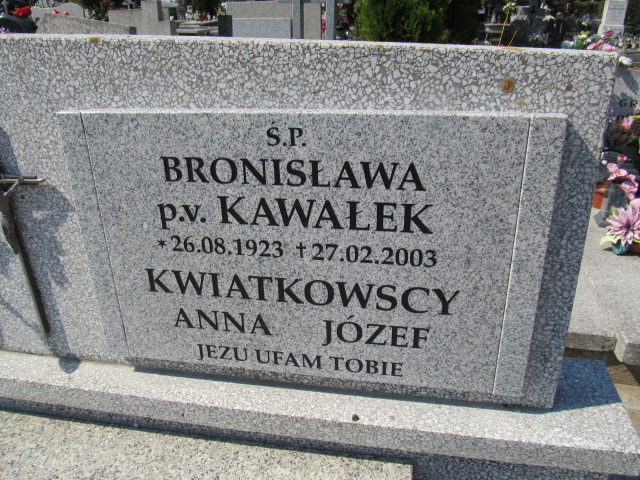 Ś.P.
BRONISŁAWA
p.v. KAWAŁEK
*26.08.1923 †27.02.2003
KWIATKOWSCY
ANNA JÓZEF
JEZU UFAM TOBIE